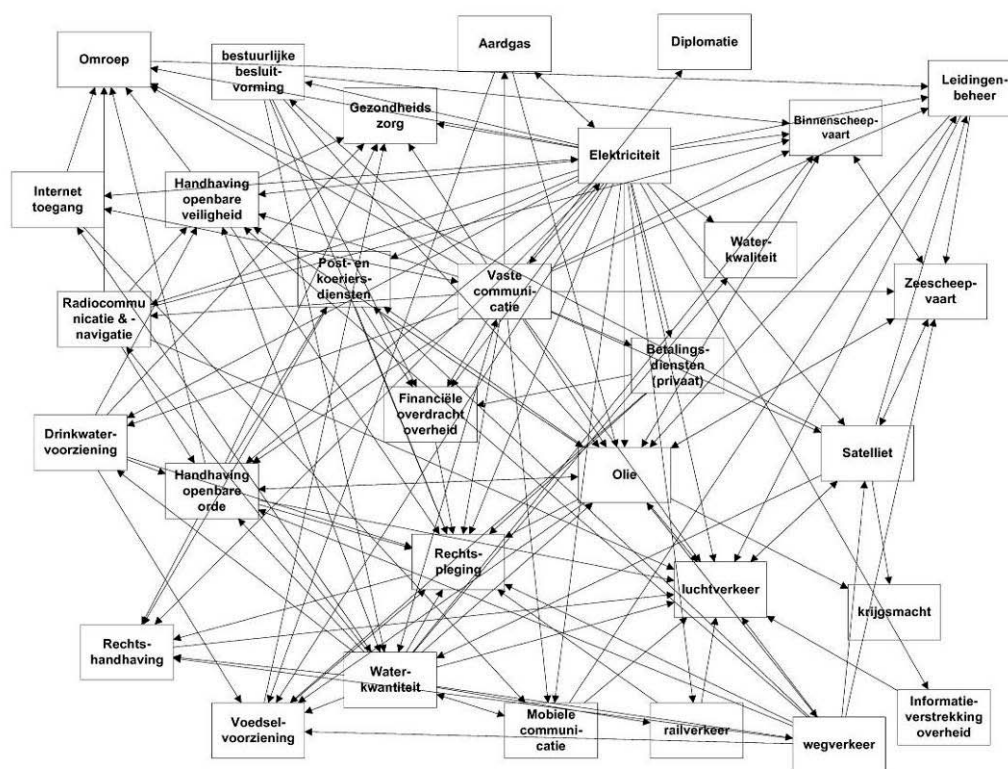 Omroep
bestuurlijke
besluit-
vorming
Aardgas
Diplomatie
Leidingen-
beheer
Gezondheids
zorg
Elektriciteit
Binnenscheep-
vaart
Internet
toegang
Handhaving
openbare
veiligheid
Post- en
koeriers-
diensten
Vaste
communi-
catie
Water-
kwaliteit
Zeescheep-
vaart
Radiocommu
nicatie & -
navigatie
Betalings-
diensten
(privaat)
Financiële
overdracht
overheid
Drinkwater-
voorziening
Handhaving
openbare
orde
Olie
Satelliet
Rechts-
pleging
luchtverkeer
krijgsmacht
Rechts-
handhaving
Water-
kwantiteit
Voedsel-
voorziening
Mobiele
communi-
catie
railverkeer
wegverkeer
Informatie-
verstrekking
overheid